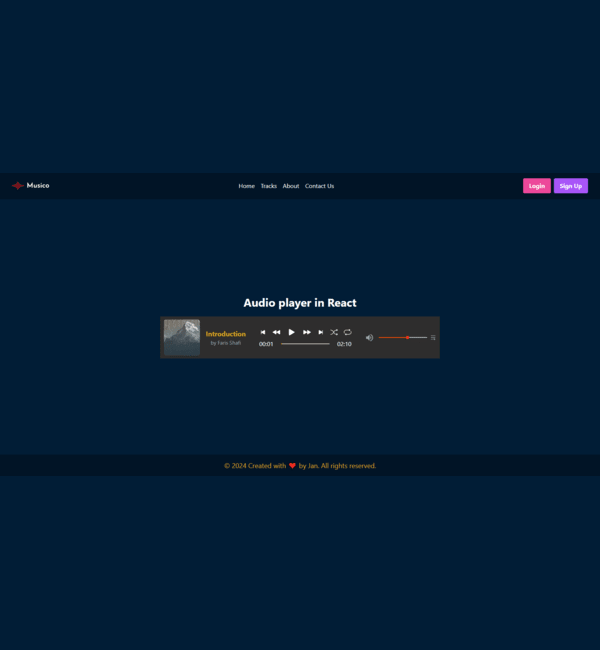 Musico
Home Tracks About Contact Us
Login
Sign Up
Audio player in React
Introduction
by Faris Shafi
00:01
02:10
© 2024 Created with ❤ by Jan. All rights reserved.